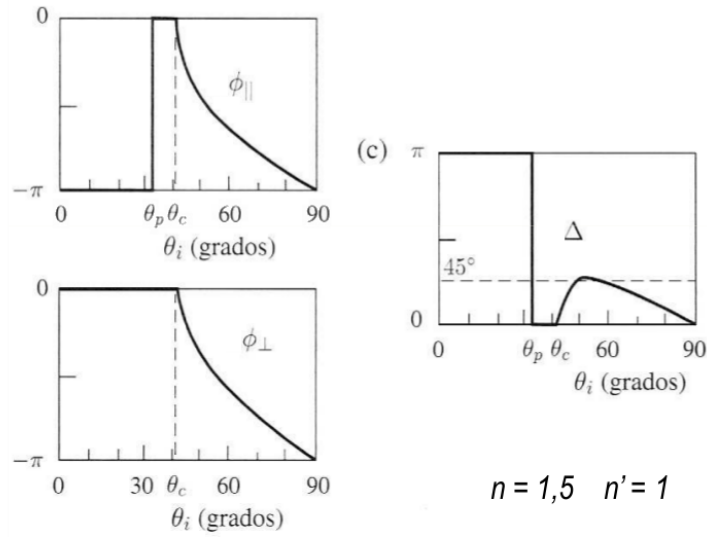 0
ϕ||
−π
0 θp θc 60 90
θi (grados)
0
ϕ⊥
−π
0 30 θc 60 90
θi (grados)
(c)
π
Δ
45°
0
0 θp θc 60 90
θi (grados)
n = 1,5 n' = 1